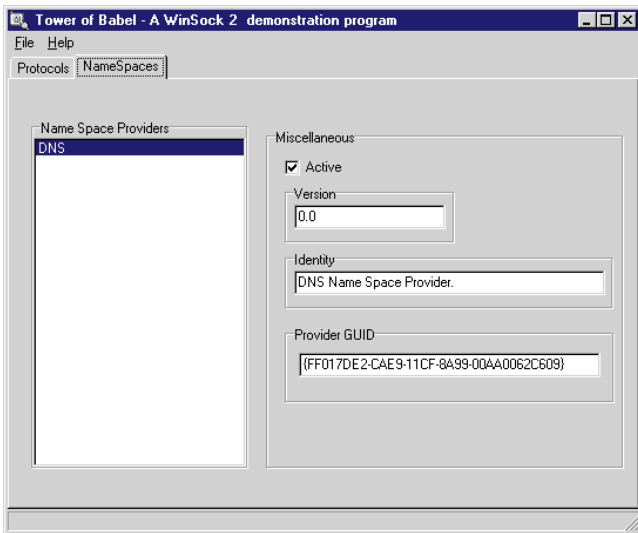 Tower of Babel - A WinSock 2 demonstration program
File Help
Protocols NameSpaces
Name Space Providers
DNS
Miscellaneous
Active
Version
0.0
Identity
DNS Name Space Provider.
Provider GUID
{FF017DE2-CAE9-11CF-8A99-00AA0062C609}